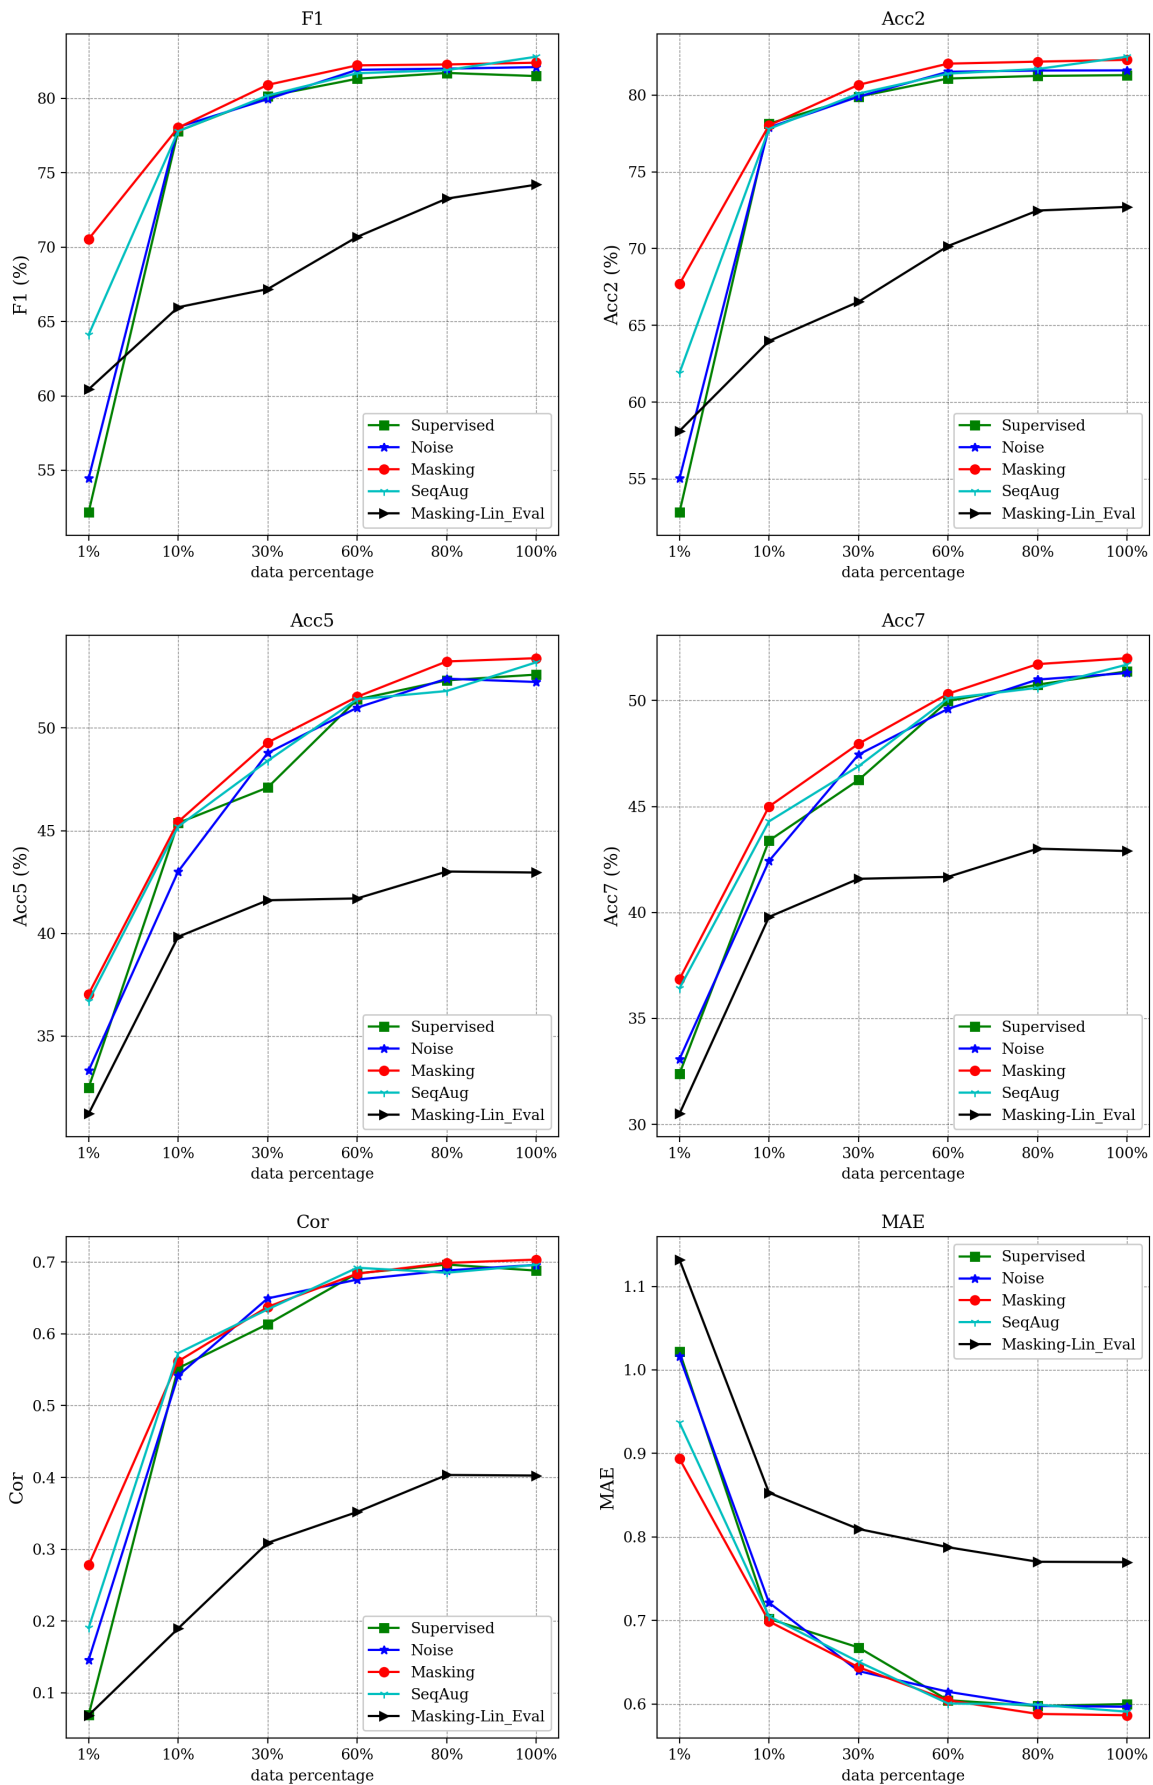 F1
F1 (%)
80
75
70
65
60
55
Supervised
Noise
Masking
SeqAug
Masking-Lin_Eval
1% 10% 30% 60% 80% 100%
data percentage
Acc2
Acc2 (%)
80
75
70
65
60
55
Supervised
Noise
Masking
SeqAug
Masking-Lin_Eval
1% 10% 30% 60% 80% 100%
data percentage
Acc5
Acc5 (%)
50
45
40
35
Supervised
Noise
Masking
SeqAug
Masking-Lin_Eval
1% 10% 30% 60% 80% 100%
data percentage
Acc7
Acc7 (%)
50
45
40
35
30
Supervised
Noise
Masking
SeqAug
Masking-Lin_Eval
1% 10% 30% 60% 80% 100%
data percentage
Cor
Cor
0.7
0.6
0.5
0.4
0.3
0.2
0.1
Supervised
Noise
Masking
SeqAug
Masking-Lin_Eval
1% 10% 30% 60% 80% 100%
data percentage
MAE
MAE
1.1
1.0
0.9
0.8
0.7
0.6
Supervised
Noise
Masking
SeqAug
Masking-Lin_Eval
1% 10% 30% 60% 80% 100%
data percentage